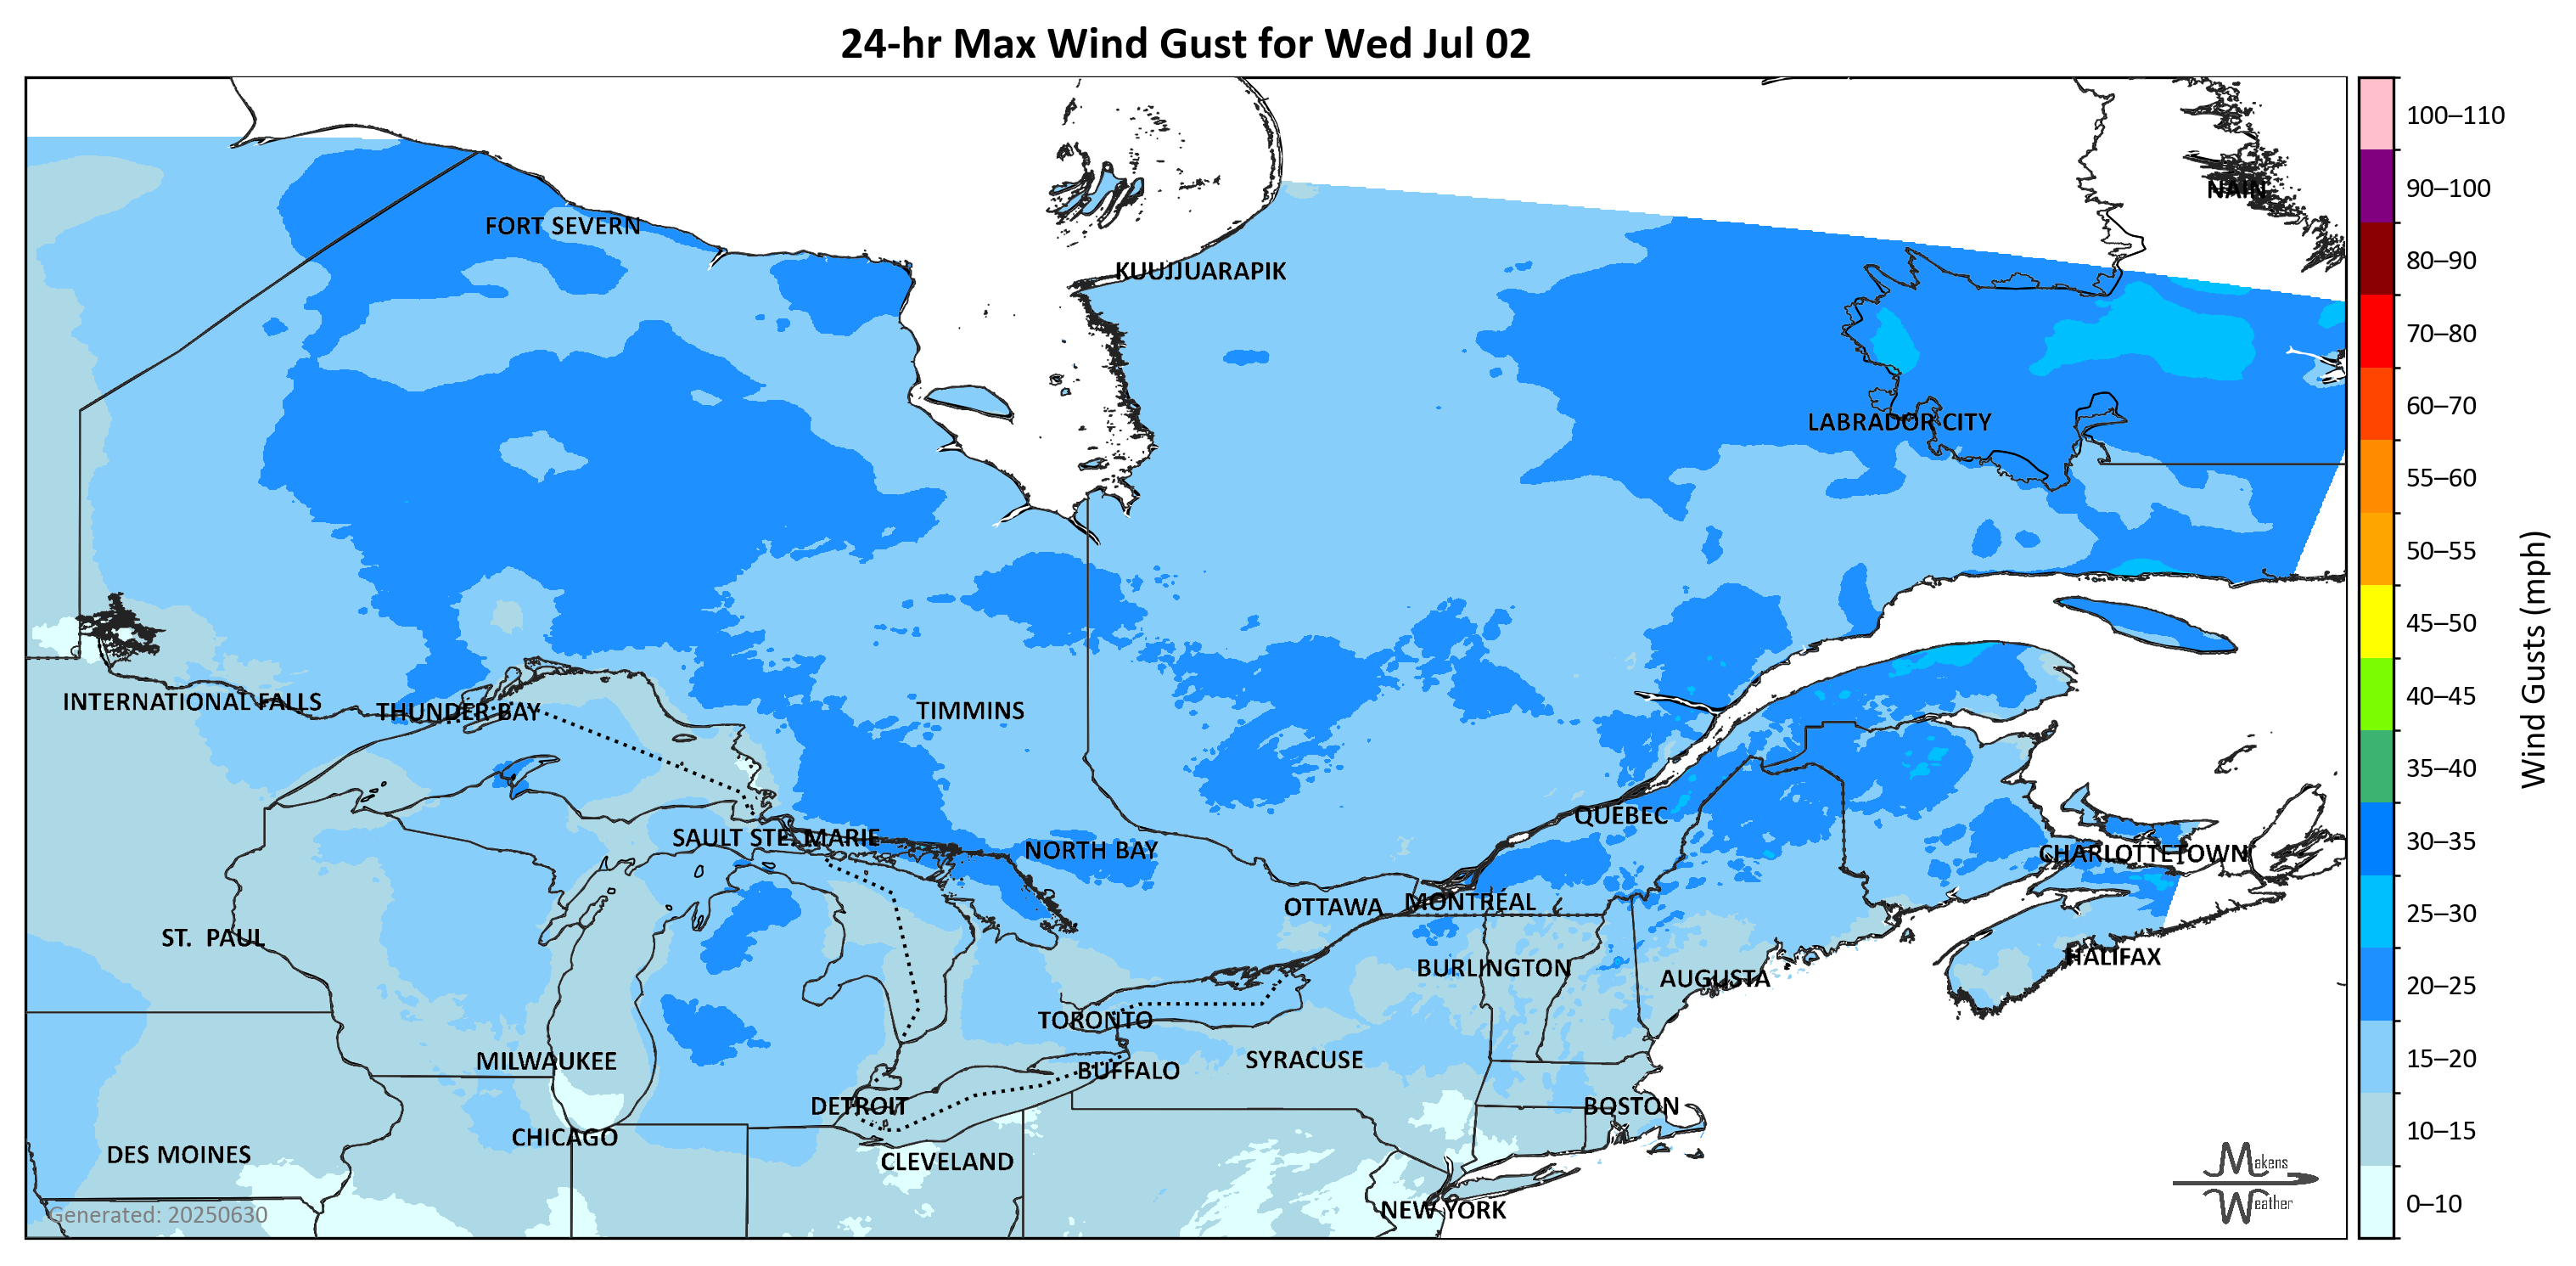 24-hr Max Wind Gust for Wed Jul 02
100–110
90–100
NAIN
FORT SEVERN
80–90
KUUJJUARAPIK
70–80
60–70
LABRADOR CITY
55–60
50–55
45–50
Wind Gusts (mph)
INTERNATIONAL FALLS
THUNDER BAY
TIMMINS
40–45
35–40
QUÉBEC
SAULT STE. MARIE
NORTH BAY
CHARLOTTETOWN
30–35
OTTAWA
MONTRÉAL
25–30
ST. PAUL
BURLINGTON
AUGUSTA
HALIFAX
20–25
TORONTO
MILWAUKEE
BUFFALO
SYRACUSE
15–20
DETROIT
BOSTON
10–15
CHICAGO
DES MOINES
CLEVELAND
Makens
Weather
NEW YORK
0–10
Generated: 20250630